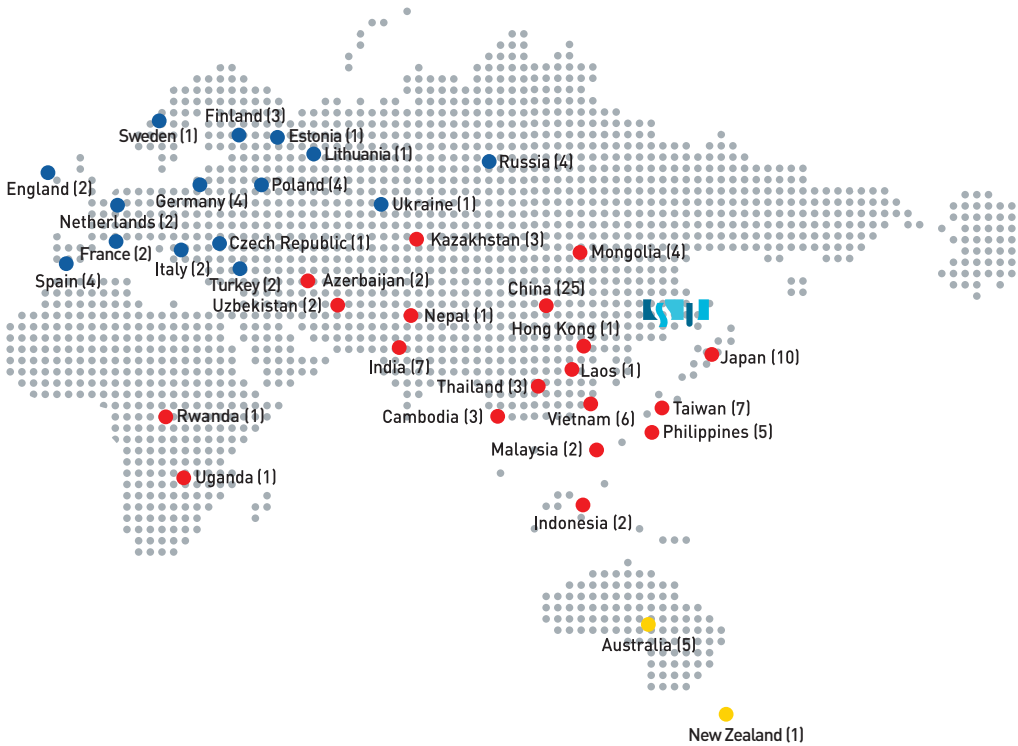 Finland (3)
Sweden (1)
Estonia (1)
Lithuania (1)
Russia (4)
England (2)
Germany (4)
Poland (4)
Ukraine (1)
Netherlands (2)
France (2)
Czech Republic (1)
Kazakhstan (3)
Mongolia (4)
Spain (4)
Italy (2)
Turkey (2)
Azerbaijan (2)
China (25)
Uzbekistan (2)
Nepal (1)
Hong Kong (1)
Japan (10)
India (7)
Laos (1)
Thailand (3)
Rwanda (1)
Cambodia (3)
Vietnam (6)
Taiwan (7)
Philippines (5)
Malaysia (2)
Uganda (1)
Indonesia (2)
Australia (5)
New Zealand (1)